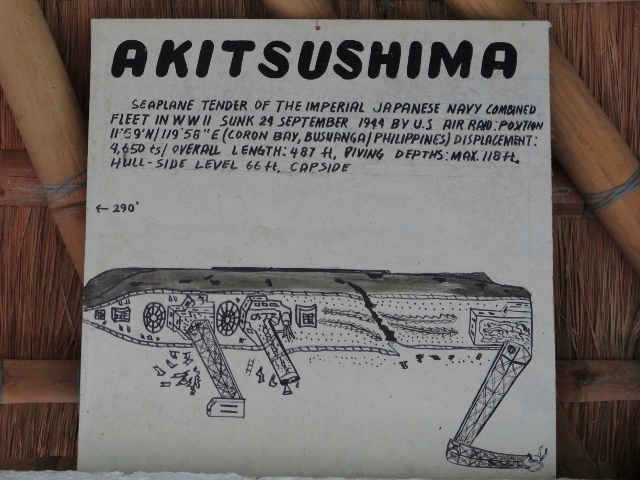 AKITSUSHIMA
SEAPLANE TENDER OF THE IMPERIAL JAPANESE NAVY COMBINED
FLEET IN WW II SUNK 24 SEPTEMBER 1944 BY U.S AIR RAID: POXTION
11°59'N/119°58"E (CORON BAY, BUSUANGA/PHILIPPINES) DISPLACEMENT:
4,650 ts/ OVERALL LENGTH: 487 ft, DIVING DEPTHS: MAX. 118 ft.
HULL-SIDE LEVEL 66 ft. CAPSIDE
← 290°